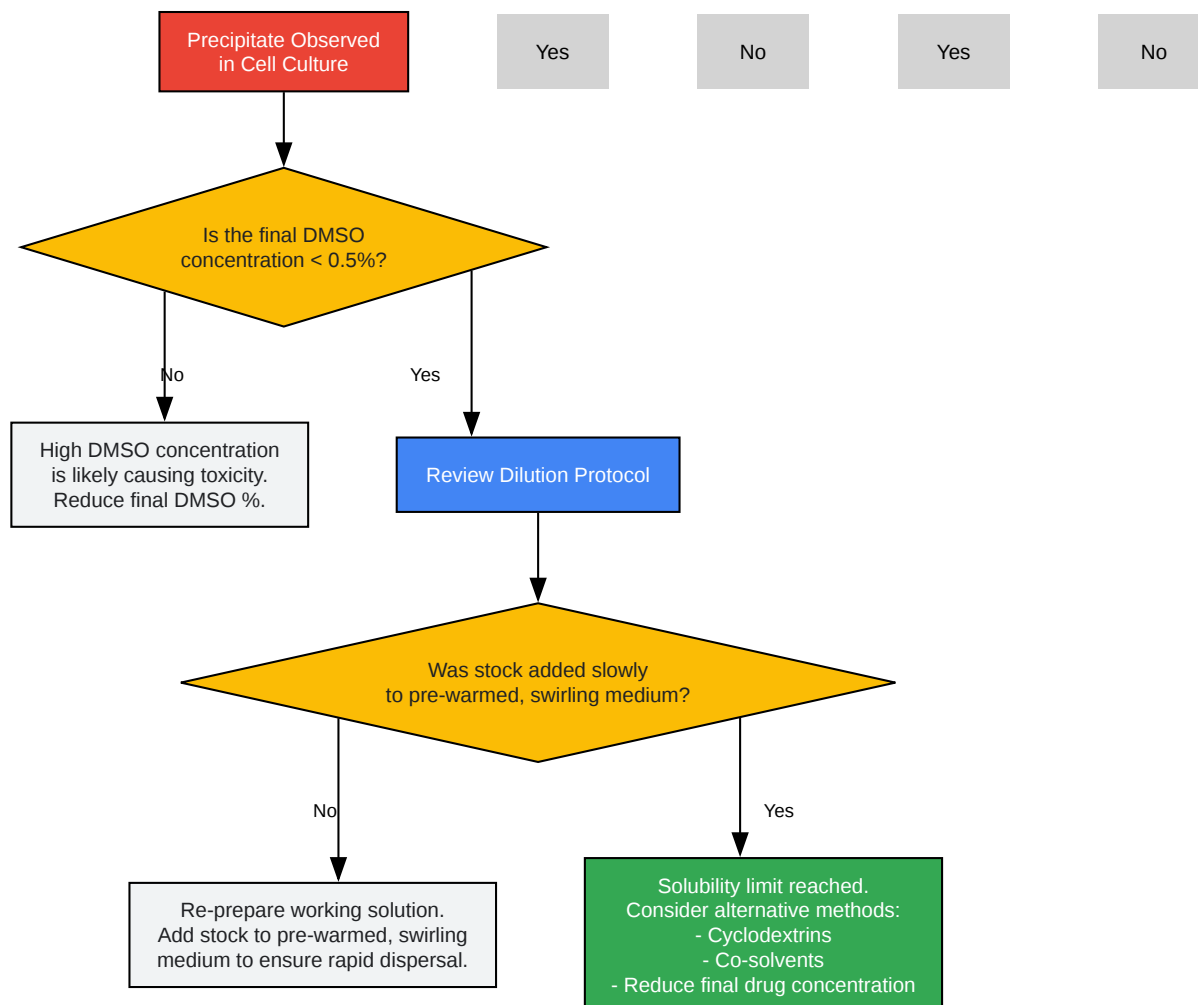 Precipitate Observed
in Cell Culture
Yes
No
Yes
No
Is the final DMSO
concentration < 0.5%?
No
Yes
High DMSO concentration
is likely causing toxicity.
Reduce final DMSO %.
Review Dilution Protocol
Was stock added slowly
to pre-warmed, swirling medium?
No
Yes
Re-prepare working solution.
Add stock to pre-warmed, swirling
medium to ensure rapid dispersal.
Solubility limit reached.
Consider alternative methods:
- Cyclodextrins
- Co-solvents
- Reduce final drug concentration